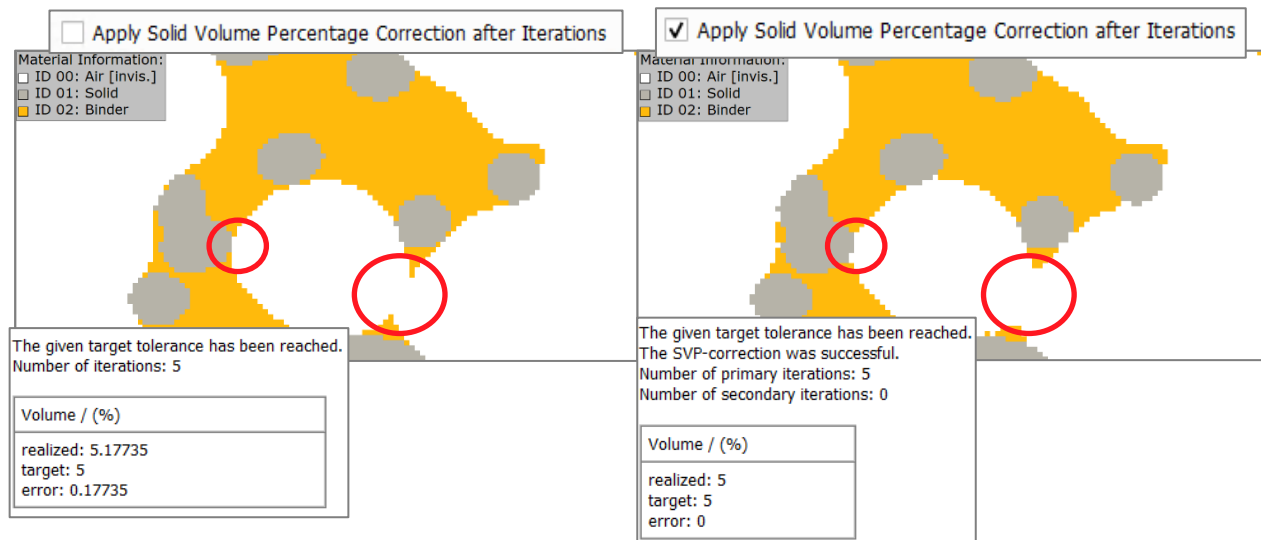 Apply Solid Volume Percentage Correction after Iterations
Material Information:
ID 00: Air [invis.]
ID 01: Solid
ID 02: Binder
The given target tolerance has been reached.
Number of iterations: 5
Volume / (%)
realized: 5.17735
target: 5
error: 0.17735
Apply Solid Volume Percentage Correction after Iterations
Material Information:
ID 00: Air [invis.]
ID 01: Solid
ID 02: Binder
The given target tolerance has been reached.
The SVP-correction was successful.
Number of primary iterations: 5
Number of secondary iterations: 0
Volume / (%)
realized: 5
target: 5
error: 0